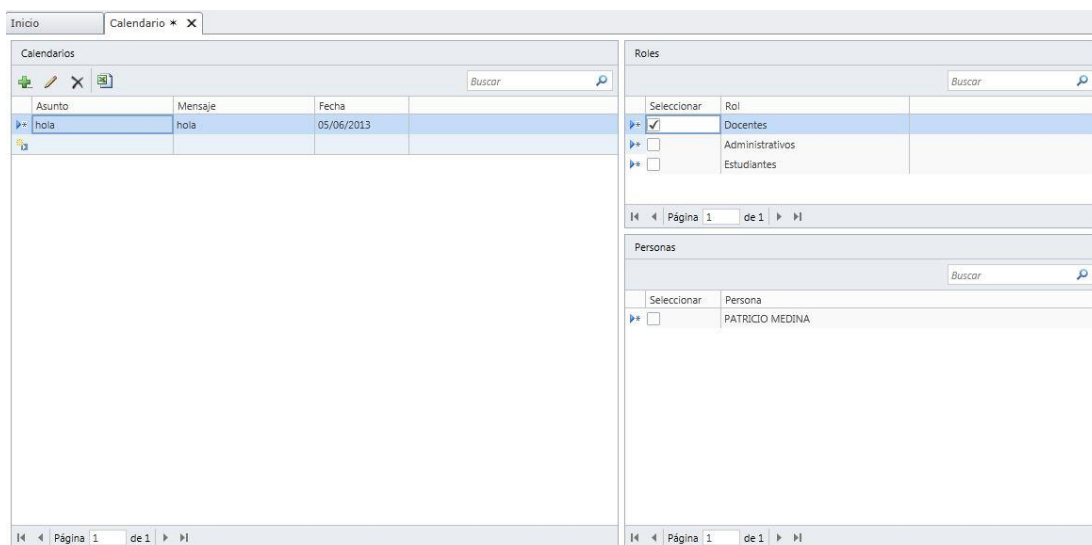 Inicio
Calendario *
Calendarios
Buscar
Asunto Mensaje Fecha
hola hola 05/06/2013
Página 1 de 1
Roles
Buscar
Seleccionar Rol
Docentes
Administrativos
Estudiantes
Página 1 de 1
Personas
Buscar
Seleccionar Persona
PATRICIO MEDINA
Página 1 de 1